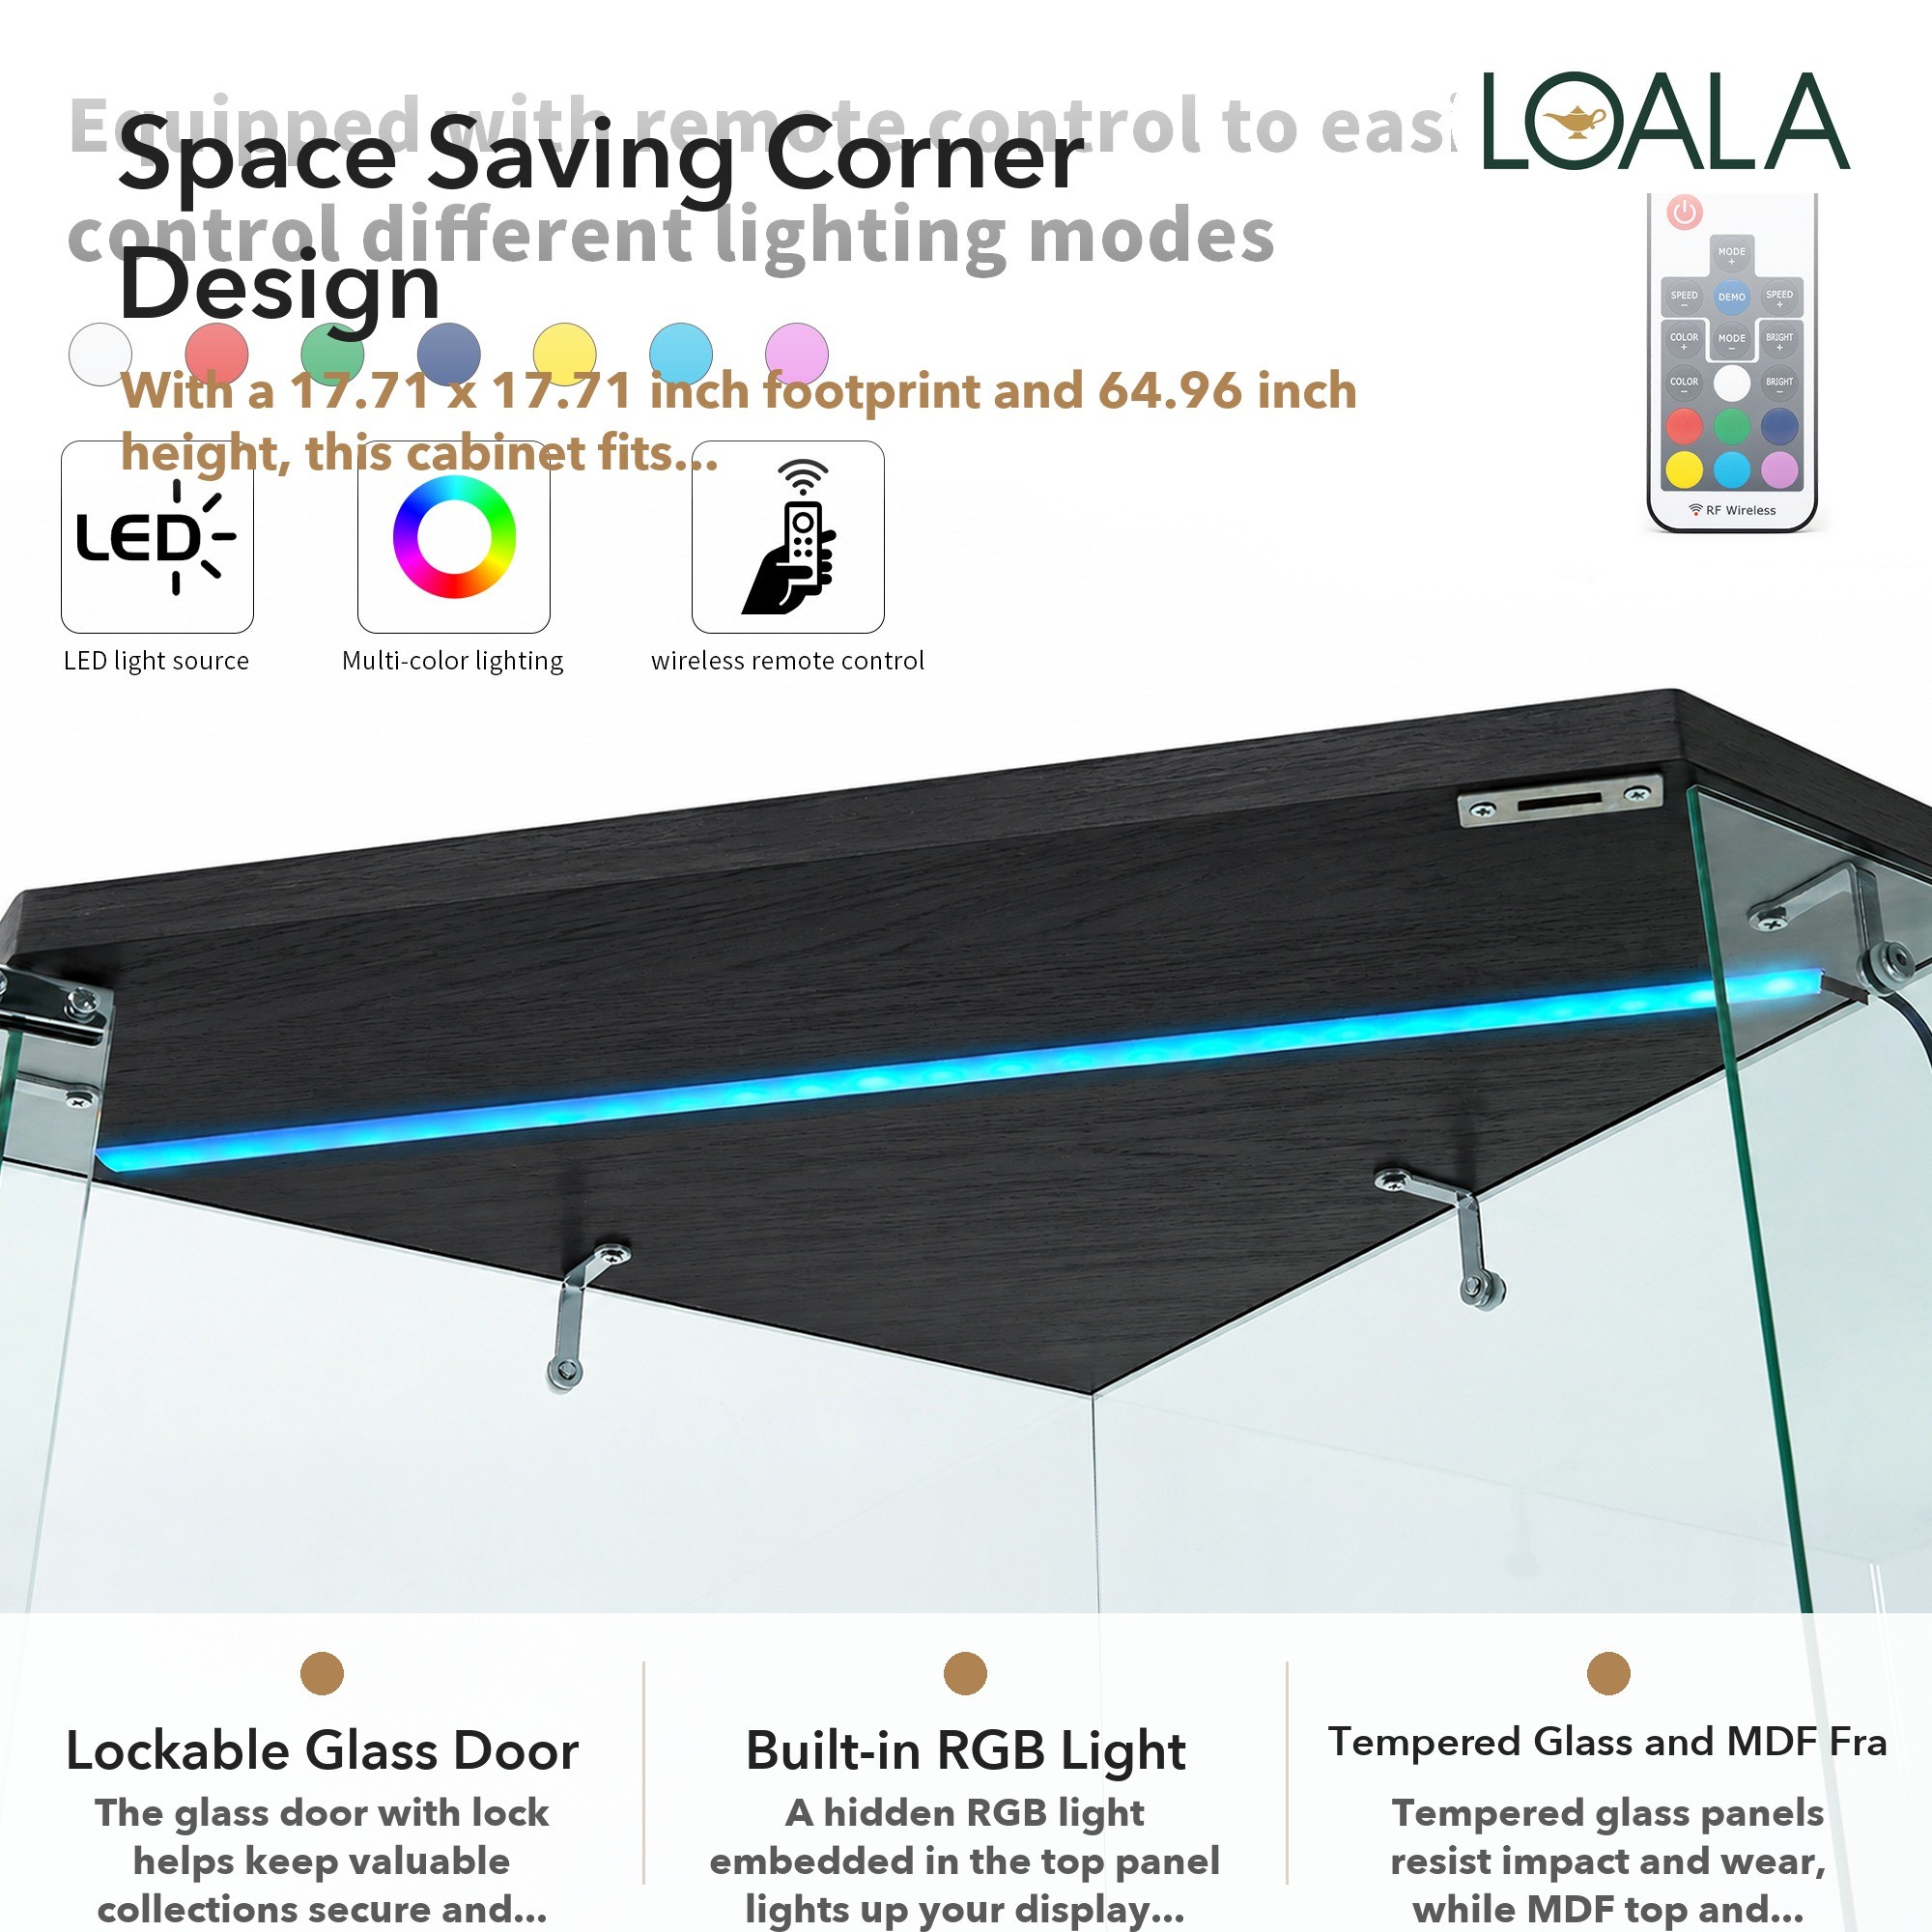 LOALA
Equipped with remote control to easi
control different lighting modes
Space Saving Corner
Design
With a 17.71 x 17.71 inch footprint and 64.96 inch
height, this cabinet fits...
MODE +
SPEED − DEMO SPEED +
COLOR + MODE − BRIGHT +
COLOR − BRIGHT −
RF Wireless
LED
LED light source
Multi-color lighting
wireless remote control
Lockable Glass Door
The glass door with lock
helps keep valuable
collections secure and...
Built-in RGB Light
A hidden RGB light
embedded in the top panel
lights up your display...
Tempered Glass and MDF Fra
Tempered glass panels
resist impact and wear,
while MDF top and...